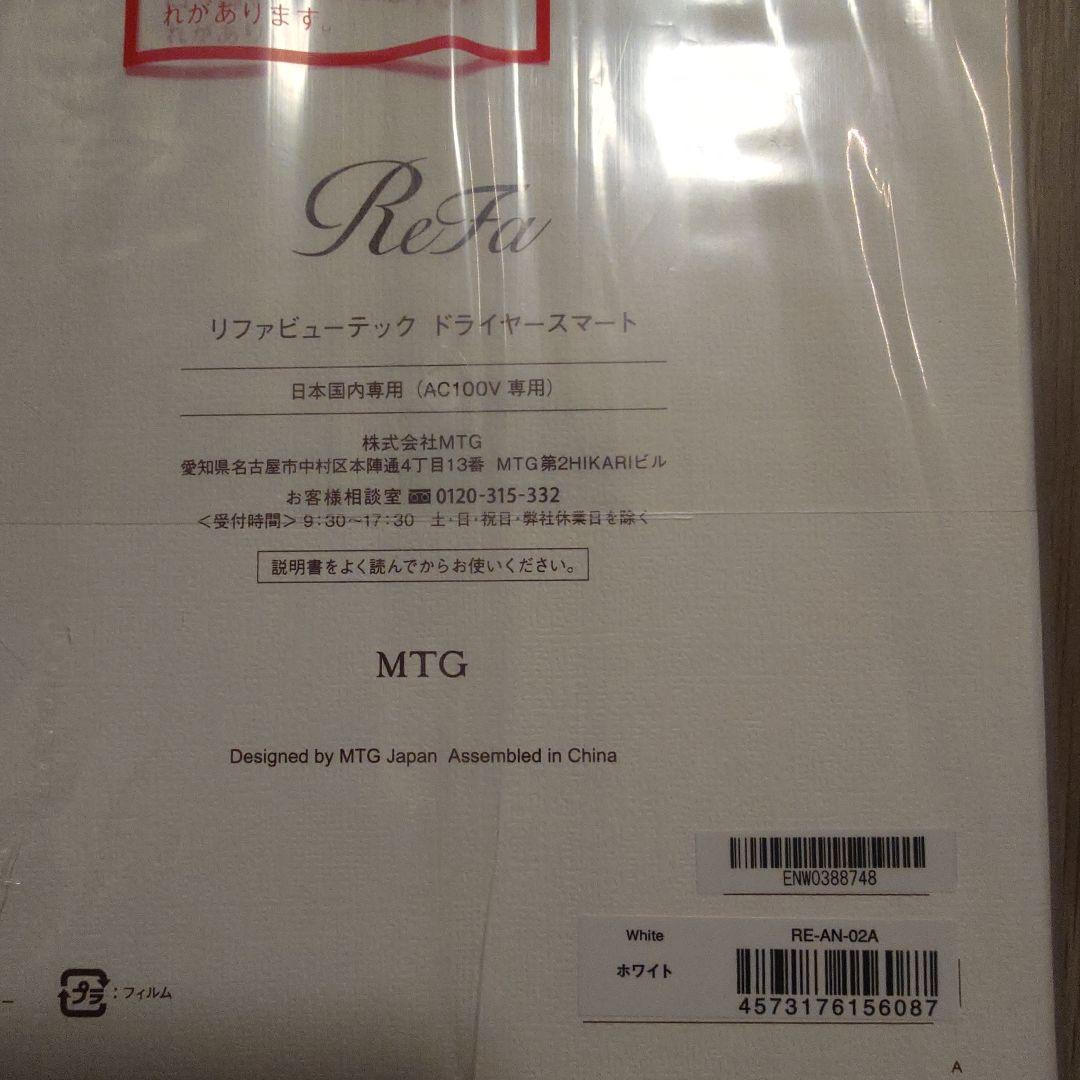 れがあります。
ReFa
リファビューテック ドライヤースマート
日本国内専用（AC100V 専用）
株式会社MTG
愛知県名古屋市中村区本陣通4丁目13番 MTG第2HIKARIビル
お客様相談室 0120-315-332
＜受付時間＞9:30〜17:30 土・日・祝日・弊社休業日を除く
説明書をよく読んでからお使いください。
MTG
Designed by MTG Japan Assembled in China
ENW0388748
White RE-AN-02A
ホワイト
4573176156087
プラ：フィルム
A